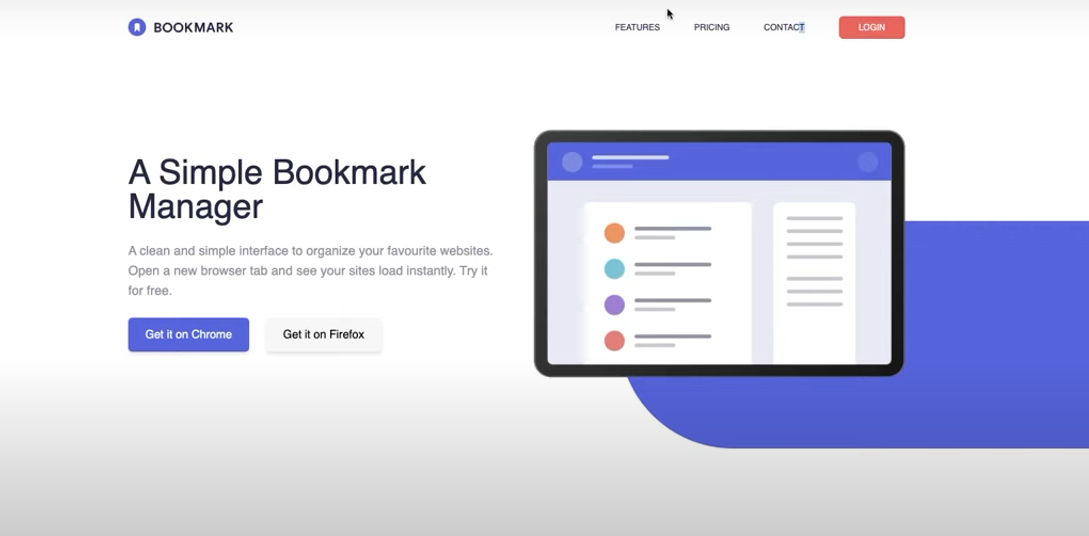 BOOKMARK
FEATURES
PRICING
CONTACT
LOGIN
A Simple Bookmark
Manager
A clean and simple interface to organize your favourite websites.
Open a new browser tab and see your sites load instantly. Try it
for free.
Get it on Chrome
Get it on Firefox